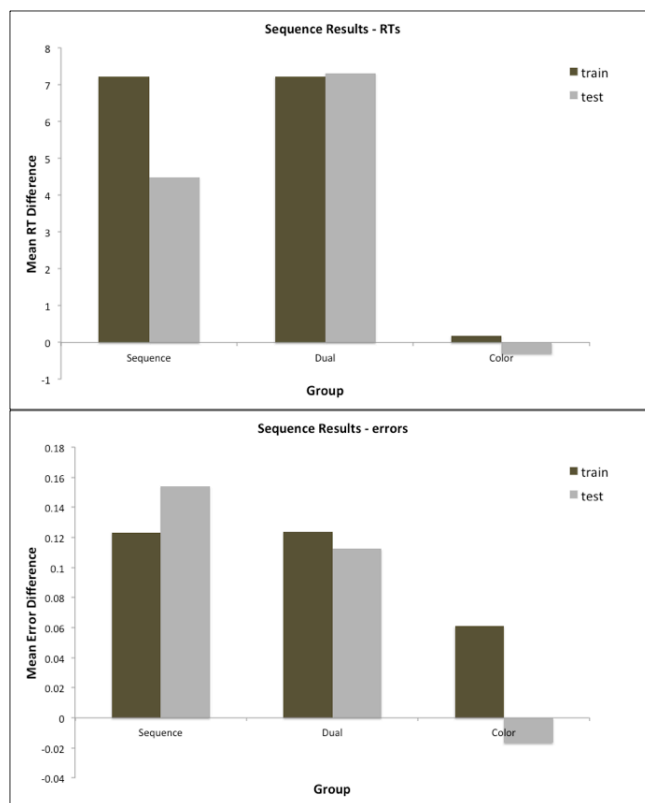 Sequence Results - RTs
8
7
6
5
4
3
2
1
0
-1
Mean RT Difference
train
test
Sequence Dual Color
Group
Sequence Results - errors
0.18
0.16
0.14
0.12
0.1
0.08
0.06
0.04
0.02
0
-0.02
-0.04
Mean Error Difference
train
test
Sequence Dual Color
Group